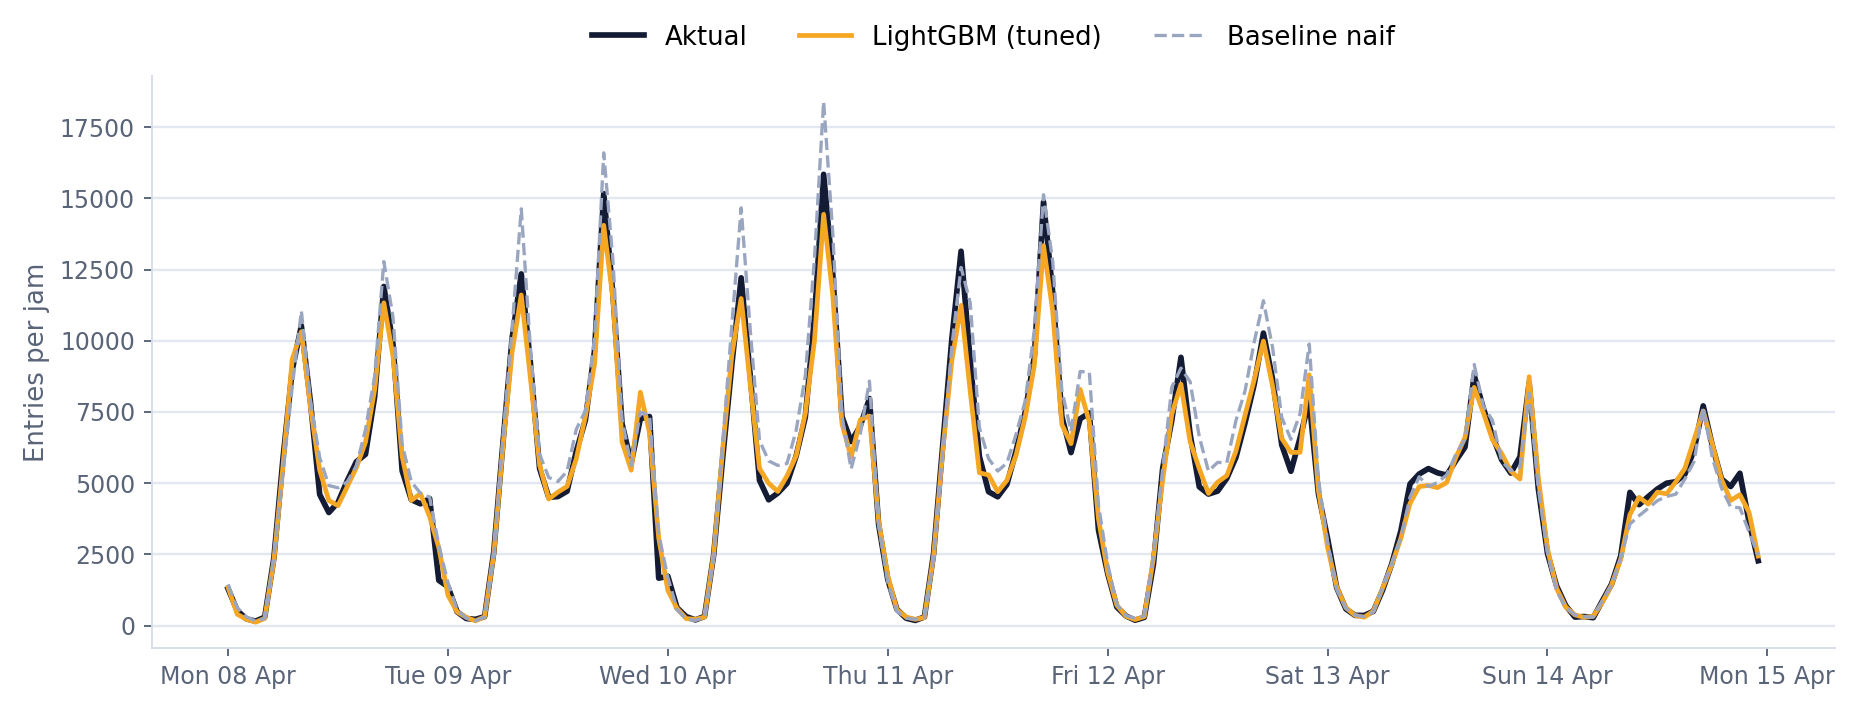 Aktual LightGBM (tuned) Baseline naif
Entries per jam
17500
15000
12500
10000
7500
5000
2500
0
Mon 08 Apr Tue 09 Apr Wed 10 Apr Thu 11 Apr Fri 12 Apr Sat 13 Apr Sun 14 Apr Mon 15 Apr